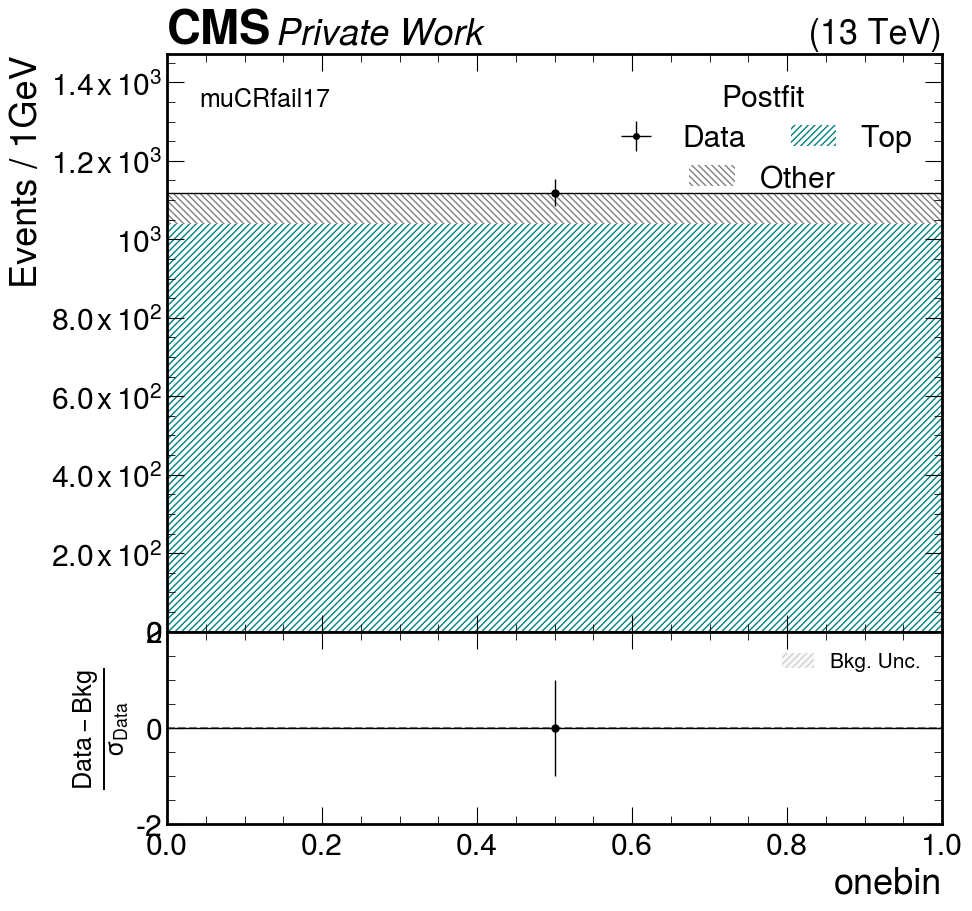 CMS Private Work (13 TeV)
Events / 1GeV
muCRfail17
Postfit
Data Top
Other
1.4 x 10³
1.2 x 10³
10³
8.0 x 10²
6.0 x 10²
4.0 x 10²
2.0 x 10²
0
2
Bkg. Unc.
Data – Bkg
σData
0
-2
0.0 0.2 0.4 0.6 0.8 1.0
onebin